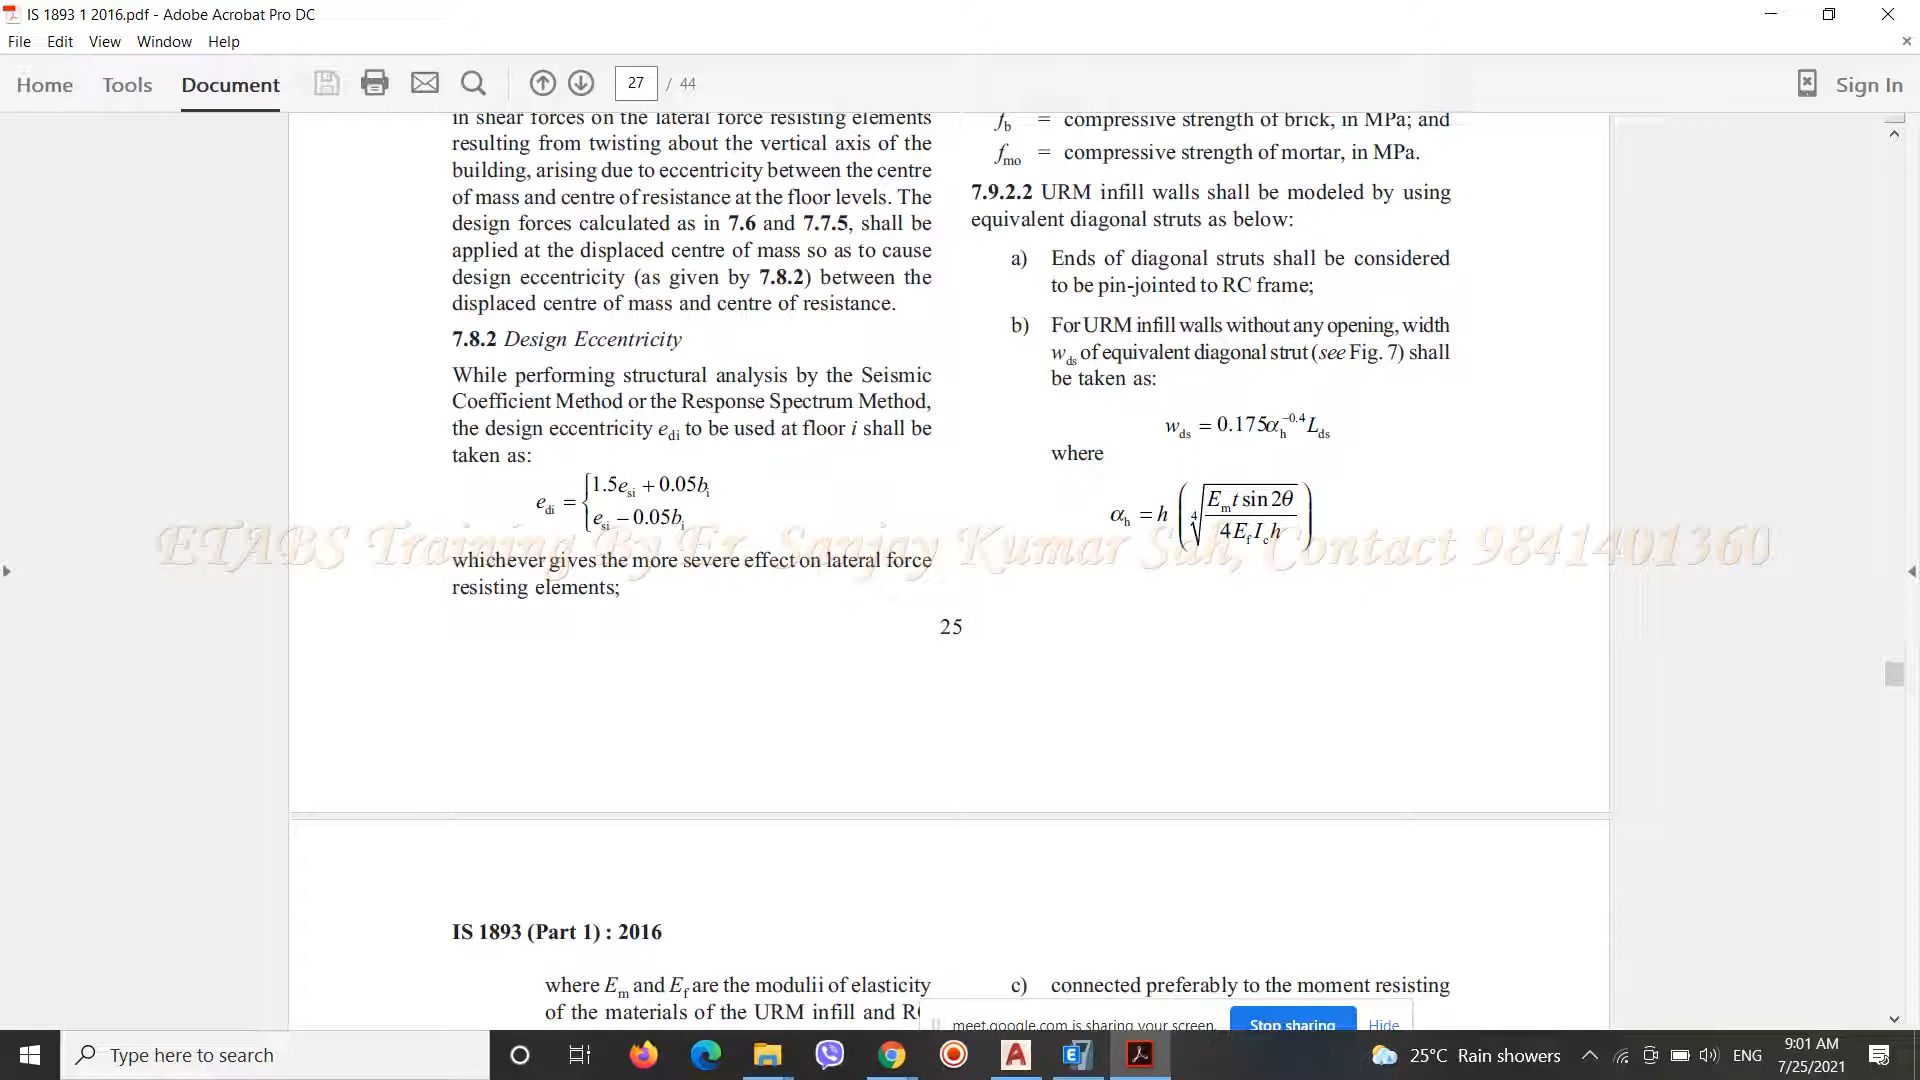 IS 1893 1 2016.pdf - Adobe Acrobat Pro DC
File Edit View Window Help
Home Tools Document 27 / 44 Sign In
in shear forces on the lateral force resisting elements
resulting from twisting about the vertical axis of the
building, arising due to eccentricity between the centre
of mass and centre of resistance at the floor levels. The
design forces calculated as in 7.6 and 7.7.5, shall be
applied at the displaced centre of mass so as to cause
design eccentricity (as given by 7.8.2) between the
displaced centre of mass and centre of resistance.
7.8.2 Design Eccentricity
While performing structural analysis by the Seismic
Coefficient Method or the Response Spectrum Method,
the design eccentricity e_di to be used at floor i shall be
taken as:
e_di = { 1.5e_si + 0.05b_i
e_si − 0.05b_i
whichever gives the more severe effect on lateral force
resisting elements;
f_b = compressive strength of brick, in MPa; and
f_mo = compressive strength of mortar, in MPa.
7.9.2.2 URM infill walls shall be modeled by using
equivalent diagonal struts as below:
a) Ends of diagonal struts shall be considered
to be pin-jointed to RC frame;
b) For URM infill walls without any opening, width
w_ds of equivalent diagonal strut (see Fig. 7) shall
be taken as:
w_ds = 0.175α_h^−0.4 L_ds
where
α_h = h (⁴√(E_m t sin 2θ / 4E_f I_c h))
ETABS Training By Er. Sanjay Kumar Sah, Contact 9841401360
25
IS 1893 (Part 1) : 2016
where E_m and E_f are the modulii of elasticity
of the materials of the URM infill and R
c) connected preferably to the moment resisting
meet.google.com is sharing your screen. Stop sharing Hide
Type here to search
25°C Rain showers ENG 9:01 AM
7/25/2021